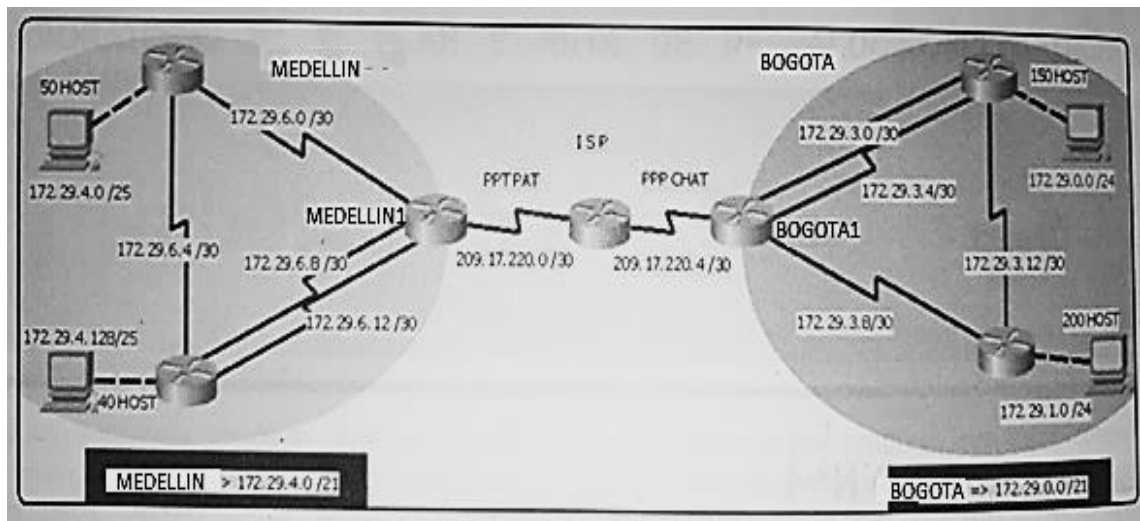 MEDELLIN - -
50 HOST
172.29.6.0 /30
172.29.4.0 /25
MEDELLIN1
172.29.6.4 /30
172.29.6.8 /30
172.29.6.12 /30
172.29.4.128/25
40 HOST
MEDELLIN > 172.29.4.0 /21
I S P
PPT PAT
PPP CHAT
209.17.220.0 /30
209.17.220.4 /30
BOGOTA
150 HOST
172.29.3.0 /30
172.29.3.4/30
172.29.0.0 /24
BOGOTA1
172.29.3.12 /30
172.29.3.8/30
200 HOST
172.29.1.0 /24
BOGOTA => 172.29.0.0 /21